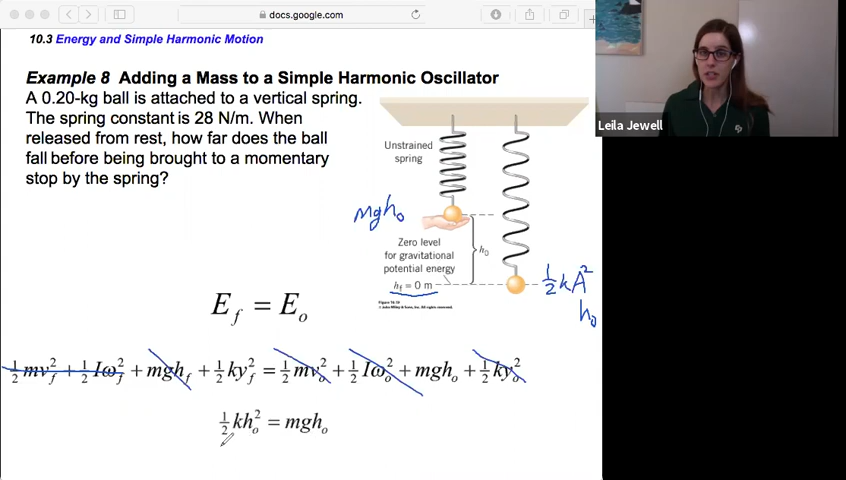 docs.google.com
10.3 Energy and Simple Harmonic Motion
Example 8 Adding a Mass to a Simple Harmonic Oscillator
A 0.20-kg ball is attached to a vertical spring.
The spring constant is 28 N/m. When
released from rest, how far does the ball
fall before being brought to a momentary
stop by the spring?
Leila Jewell
Unstrained
spring
mgh₀
Zero level
for gravitational
potential energy
h_f = 0 m
h₀
½kA²
h₀
E_f = E_o
½mv_f² + ½Iω_f² + mgh_f + ½ky_f² = ½mv_o² + ½Iω_o² + mgh_o + ½ky_o²
½kh_o² = mgh_o